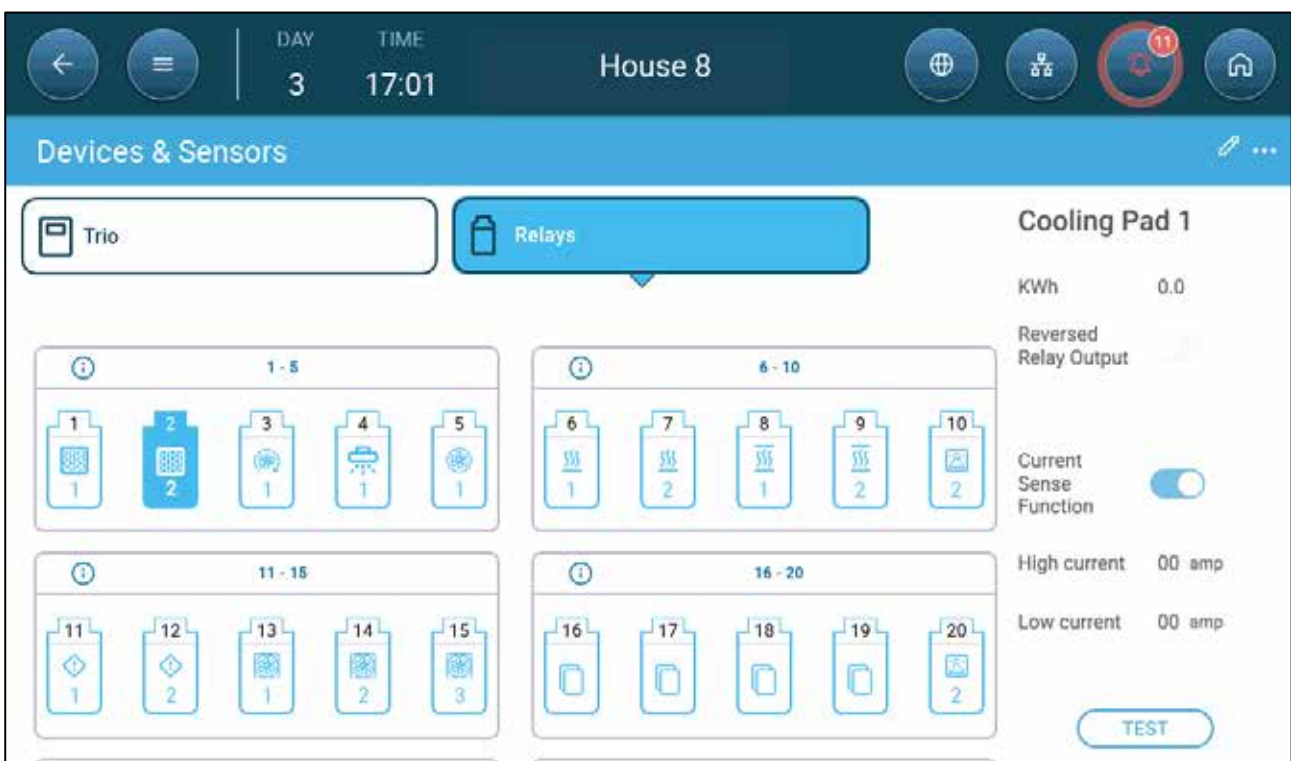 DAY TIME
3 17:01 House 8 11
Devices & Sensors
Trio Relays
Cooling Pad 1
KWh 0.0
Reversed
Relay Output
1 - 5 6 - 10
1 2 3 4 5 6 7 8 9 10
1 2 1 1 1 1 2 1 2 2
Current
Sense
Function
11 - 15 16 - 20
High current 00 amp
11 12 13 14 15 16 17 18 19 20
1 2 1 2 3 2
Low current 00 amp
TEST